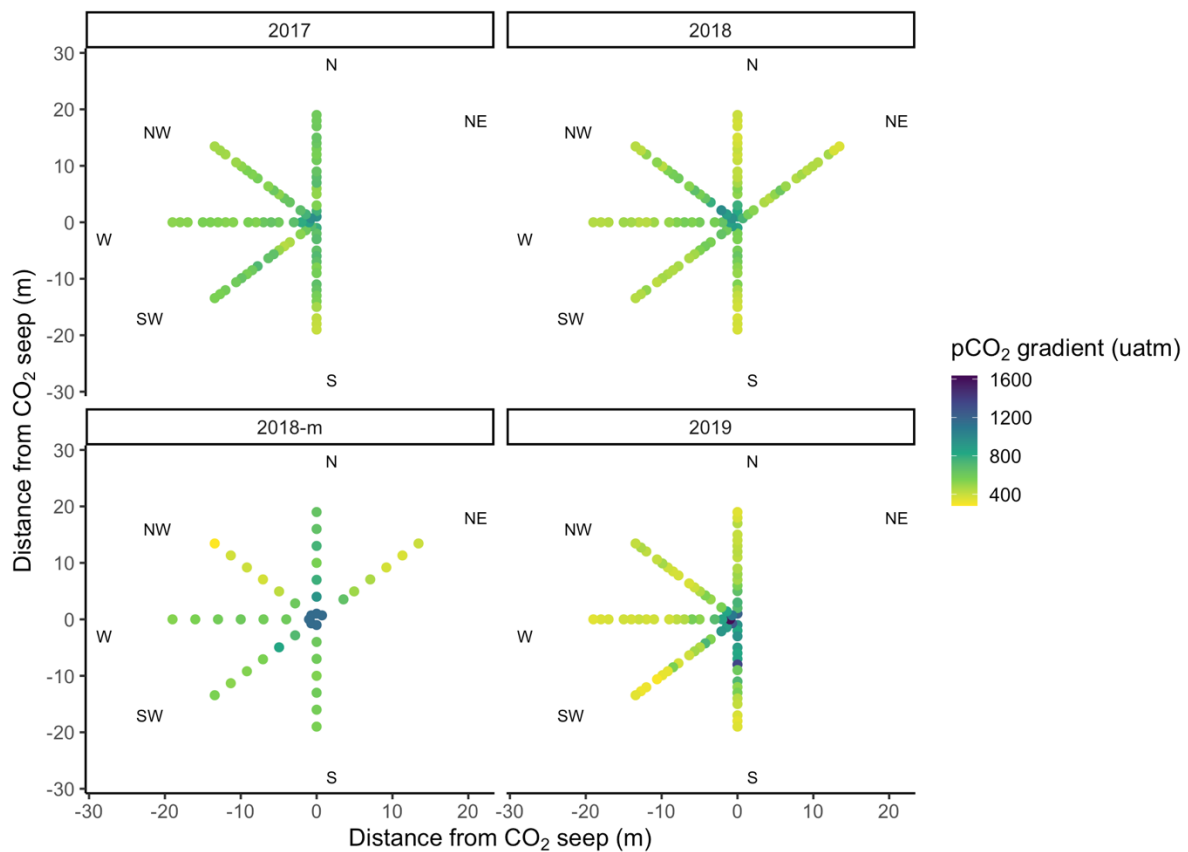 2017
2018
30
20
10
0
-10
-20
-30
N
NE
NW
W
SW
S
N
NE
NW
W
SW
S
2018-m
2019
30
20
10
0
-10
-20
-30
N
NE
NW
W
SW
S
N
NE
NW
W
SW
S
-30 -20 -10 0 10 20
-30 -20 -10 0 10 20
Distance from CO₂ seep (m)
Distance from CO₂ seep (m)
pCO₂ gradient (uatm)
1600
1200
800
400